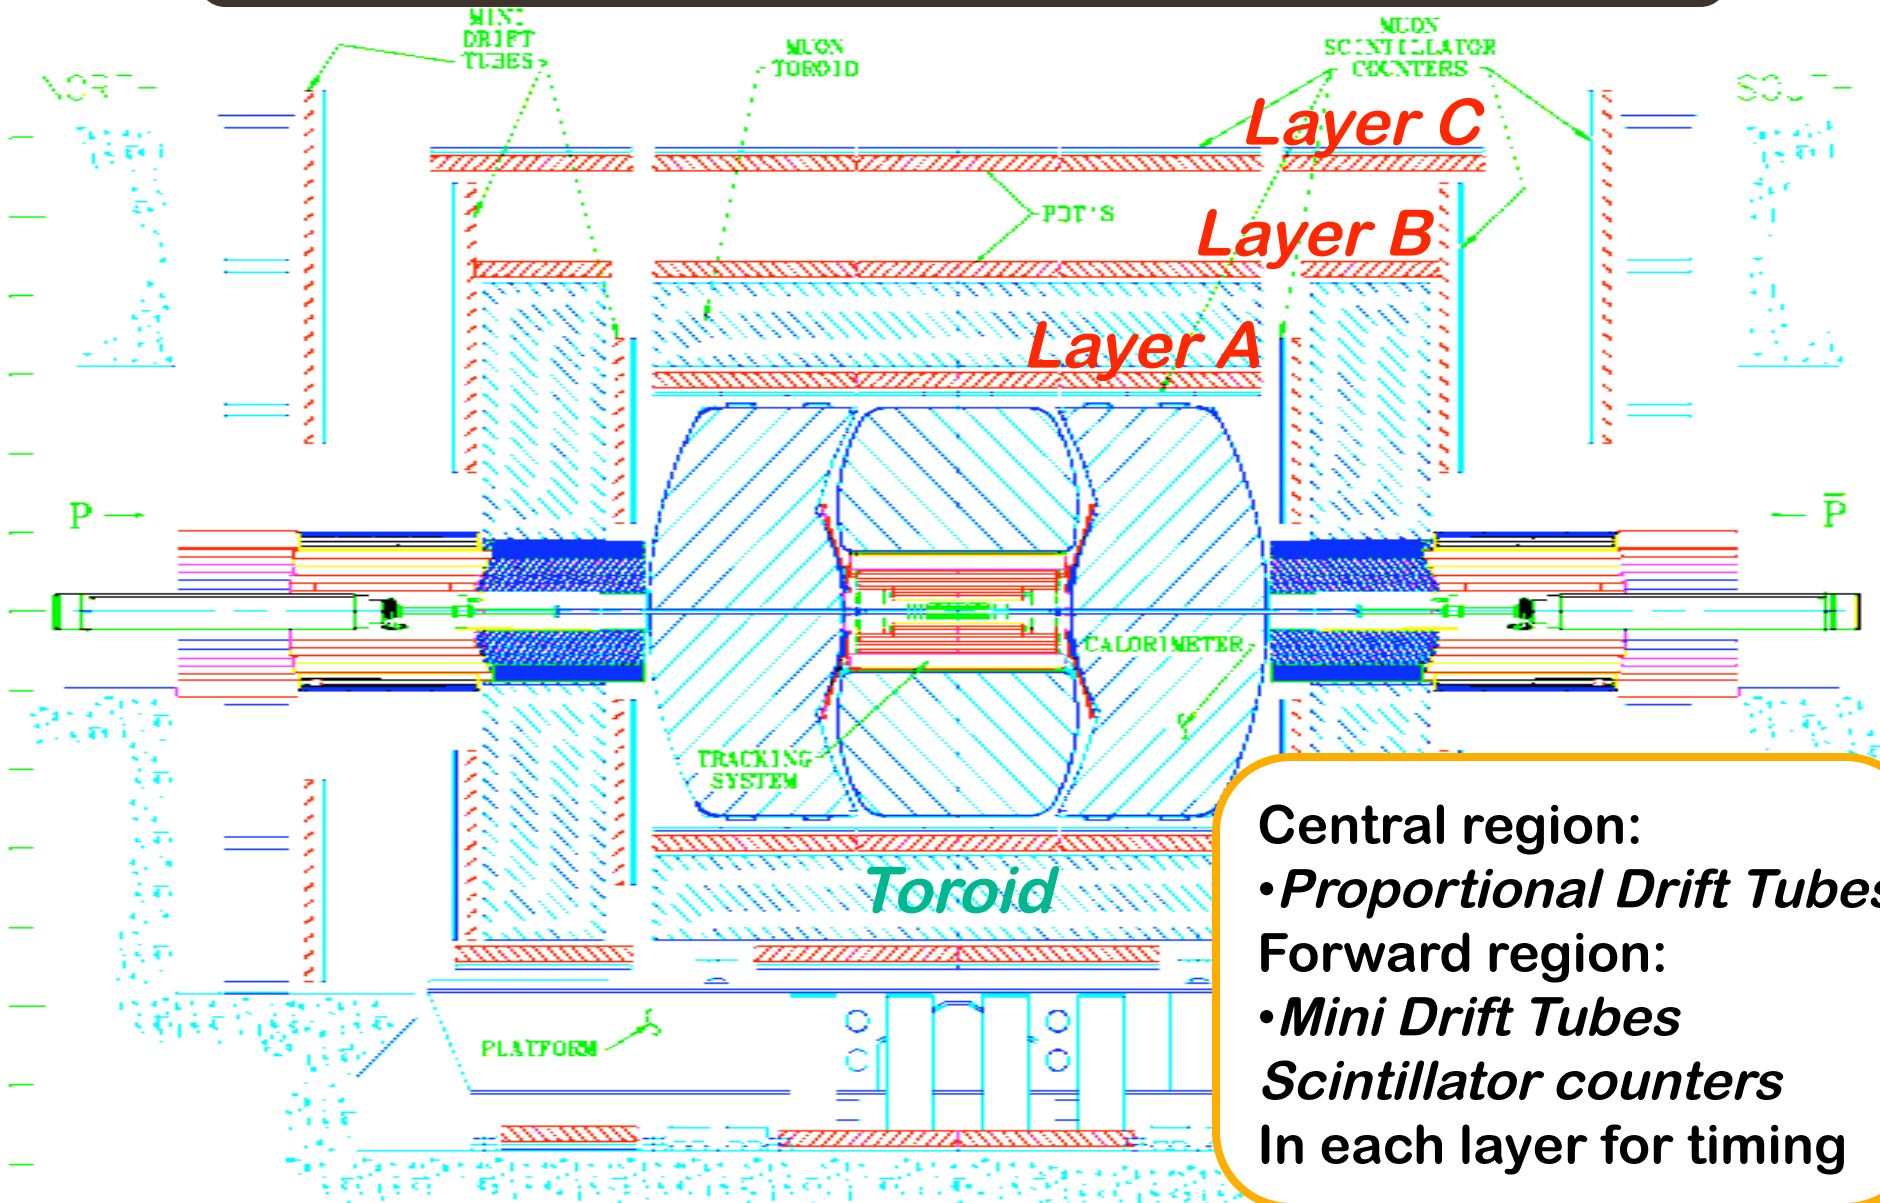 MINI
DRIFT
TUBES
MUON
TOROID
MUON
SCINTILLATOR
COUNTERS
Layer C
PDT'S
Layer B
Layer A
P
P̅
CALORIMETER
TRACKING
SYSTEM
Toroid
PLATFORM
Central region:
•Proportional Drift Tubes
Forward region:
•Mini Drift Tubes
Scintillator counters
In each layer for timing